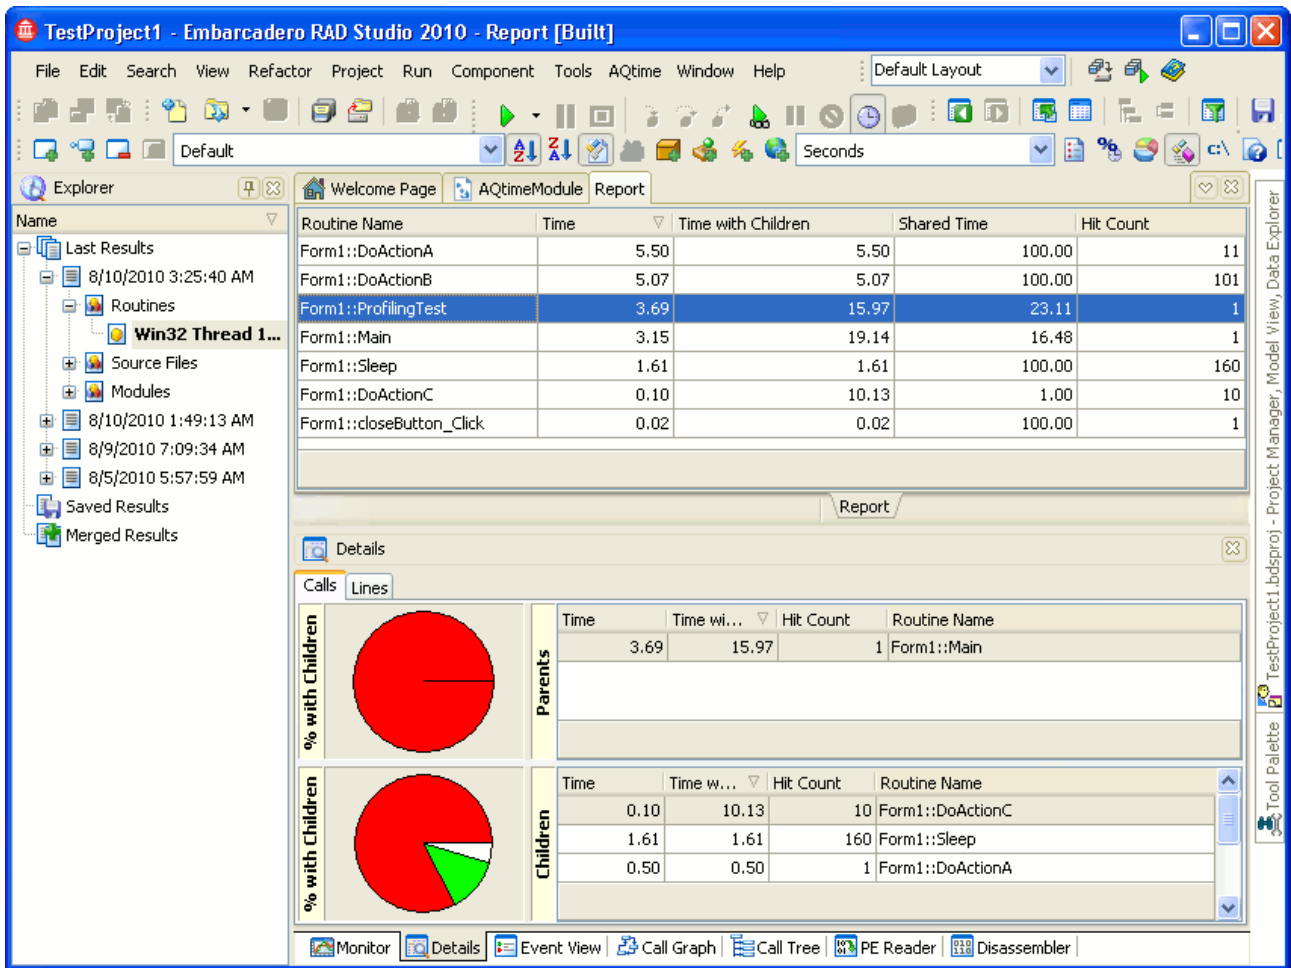 TestProject1 - Embarcadero RAD Studio 2010 - Report [Built]
File Edit Search View Refactor Project Run Component Tools AQtime Window Help Default Layout
Default Seconds
Explorer
Name
Last Results
8/10/2010 3:25:40 AM
Routines
Win32 Thread 1...
Source Files
Modules
8/10/2010 1:49:13 AM
8/9/2010 7:09:34 AM
8/5/2010 5:57:59 AM
Saved Results
Merged Results
Welcome Page AQtimeModule Report
Routine Name Time Time with Children Shared Time Hit Count
Form1::DoActionA 5.50 5.50 100.00 11
Form1::DoActionB 5.07 5.07 100.00 101
Form1::ProfilingTest 3.69 15.97 23.11 1
Form1::Main 3.15 19.14 16.48 1
Form1::Sleep 1.61 1.61 100.00 160
Form1::DoActionC 0.10 10.13 1.00 10
Form1::closeButton_Click 0.02 0.02 100.00 1
Report
Details
Calls Lines
% with Children
Parents
Time Time wi... Hit Count Routine Name
3.69 15.97 1 Form1::Main
% with Children
Children
Time Time w... Hit Count Routine Name
0.10 10.13 10 Form1::DoActionC
1.61 1.61 160 Form1::Sleep
0.50 0.50 1 Form1::DoActionA
Monitor Details Event View Call Graph Call Tree PE Reader Disassembler
TestProject1.bdsproj - Project Manager, Model View, Data Explorer
Tool Palette